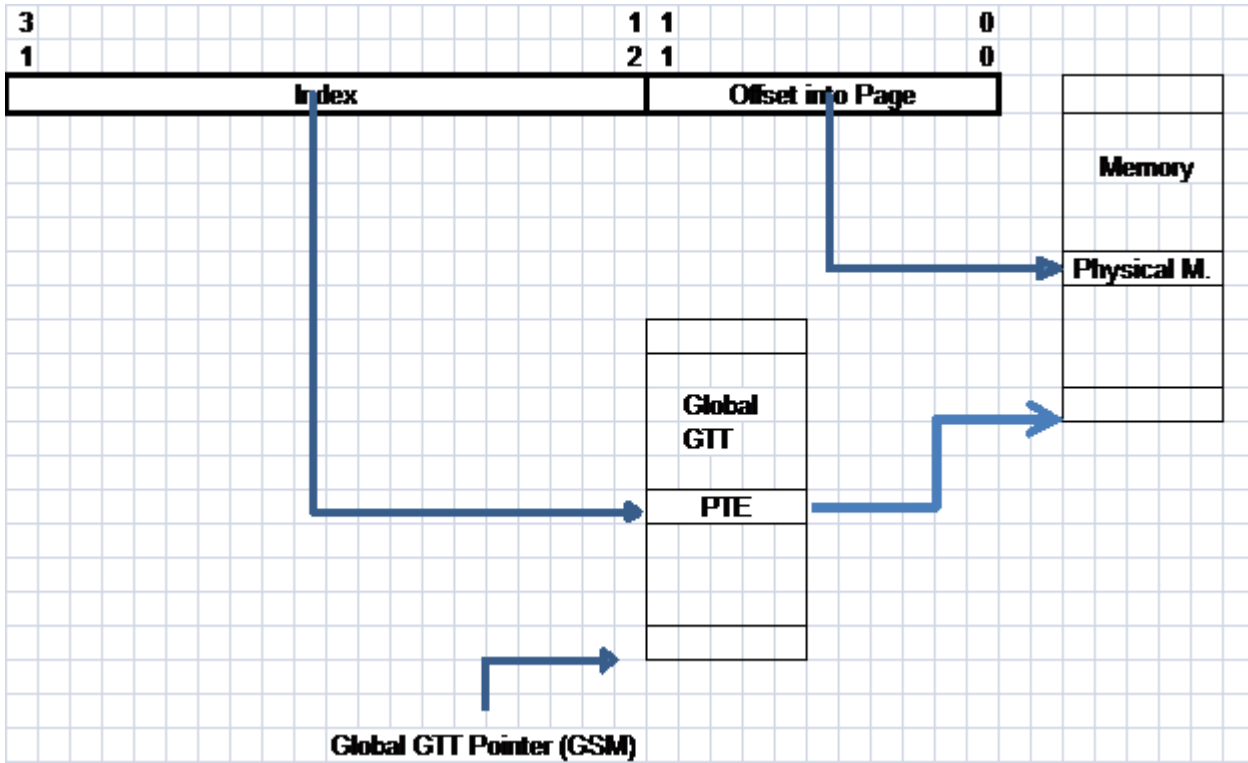 3 1 1 0
1 2 1 0
Index Offset into Page
Memory
Physical M.
Global
GTT
PTE
Global GTT Pointer (GSM)